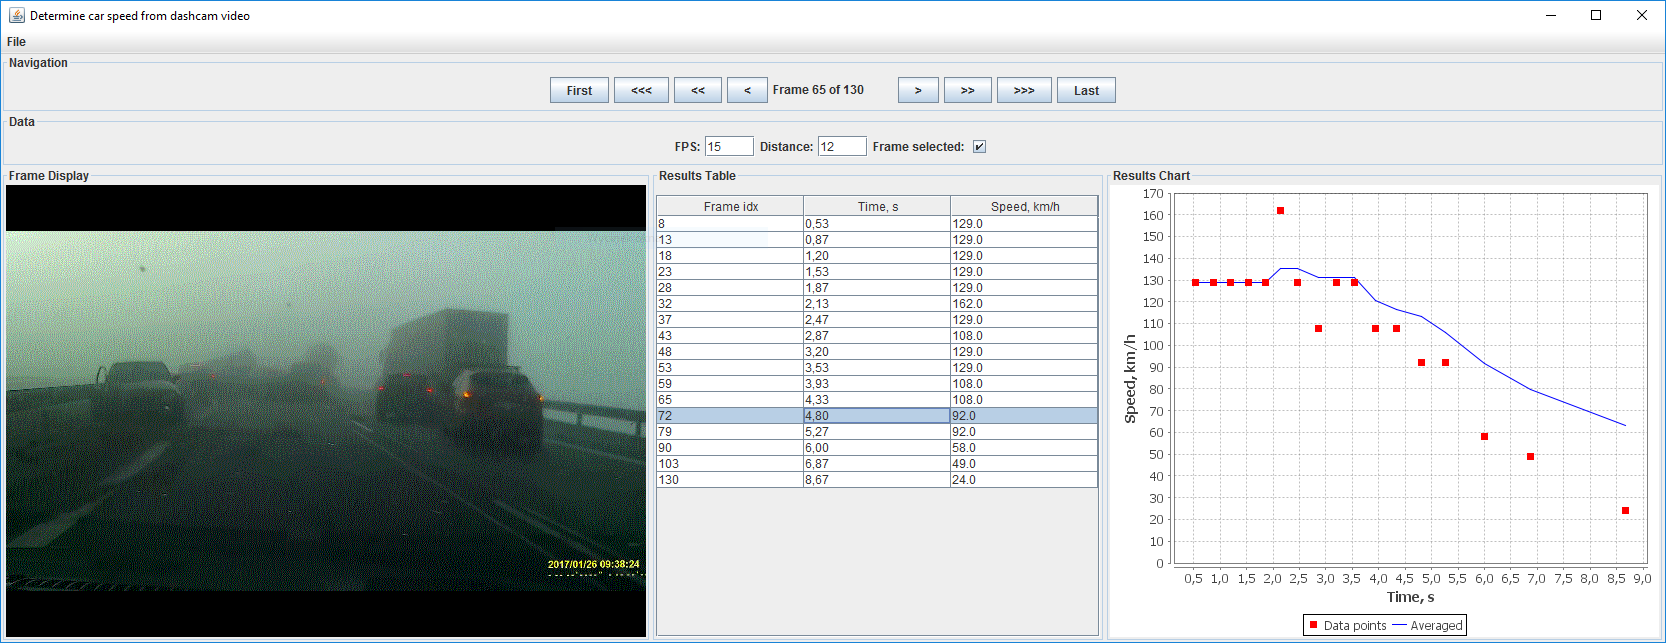 Determine car speed from dashcam video
File
Navigation
First <<< << < Frame 65 of 130 > >> >>> Last
Data
FPS: 15 Distance: 12 Frame selected:
Frame Display
2017/01/26 09:38:24
Results Table
Frame idx Time, s Speed, km/h
8 0,53 129.0
13 0,87 129.0
18 1,20 129.0
23 1,53 129.0
28 1,87 129.0
32 2,13 162.0
37 2,47 129.0
43 2,87 108.0
48 3,20 129.0
53 3,53 129.0
59 3,93 108.0
65 4,33 108.0
72 4,80 92.0
79 5,27 92.0
90 6,00 58.0
103 6,87 49.0
130 8,67 24.0
Results Chart
170
160
150
140
130
120
110
100
90
80
70
60
50
40
30
20
10
0
Speed, km/h
0,5 1,0 1,5 2,0 2,5 3,0 3,5 4,0 4,5 5,0 5,5 6,0 6,5 7,0 7,5 8,0 8,5 9,0
Time, s
Data points Averaged